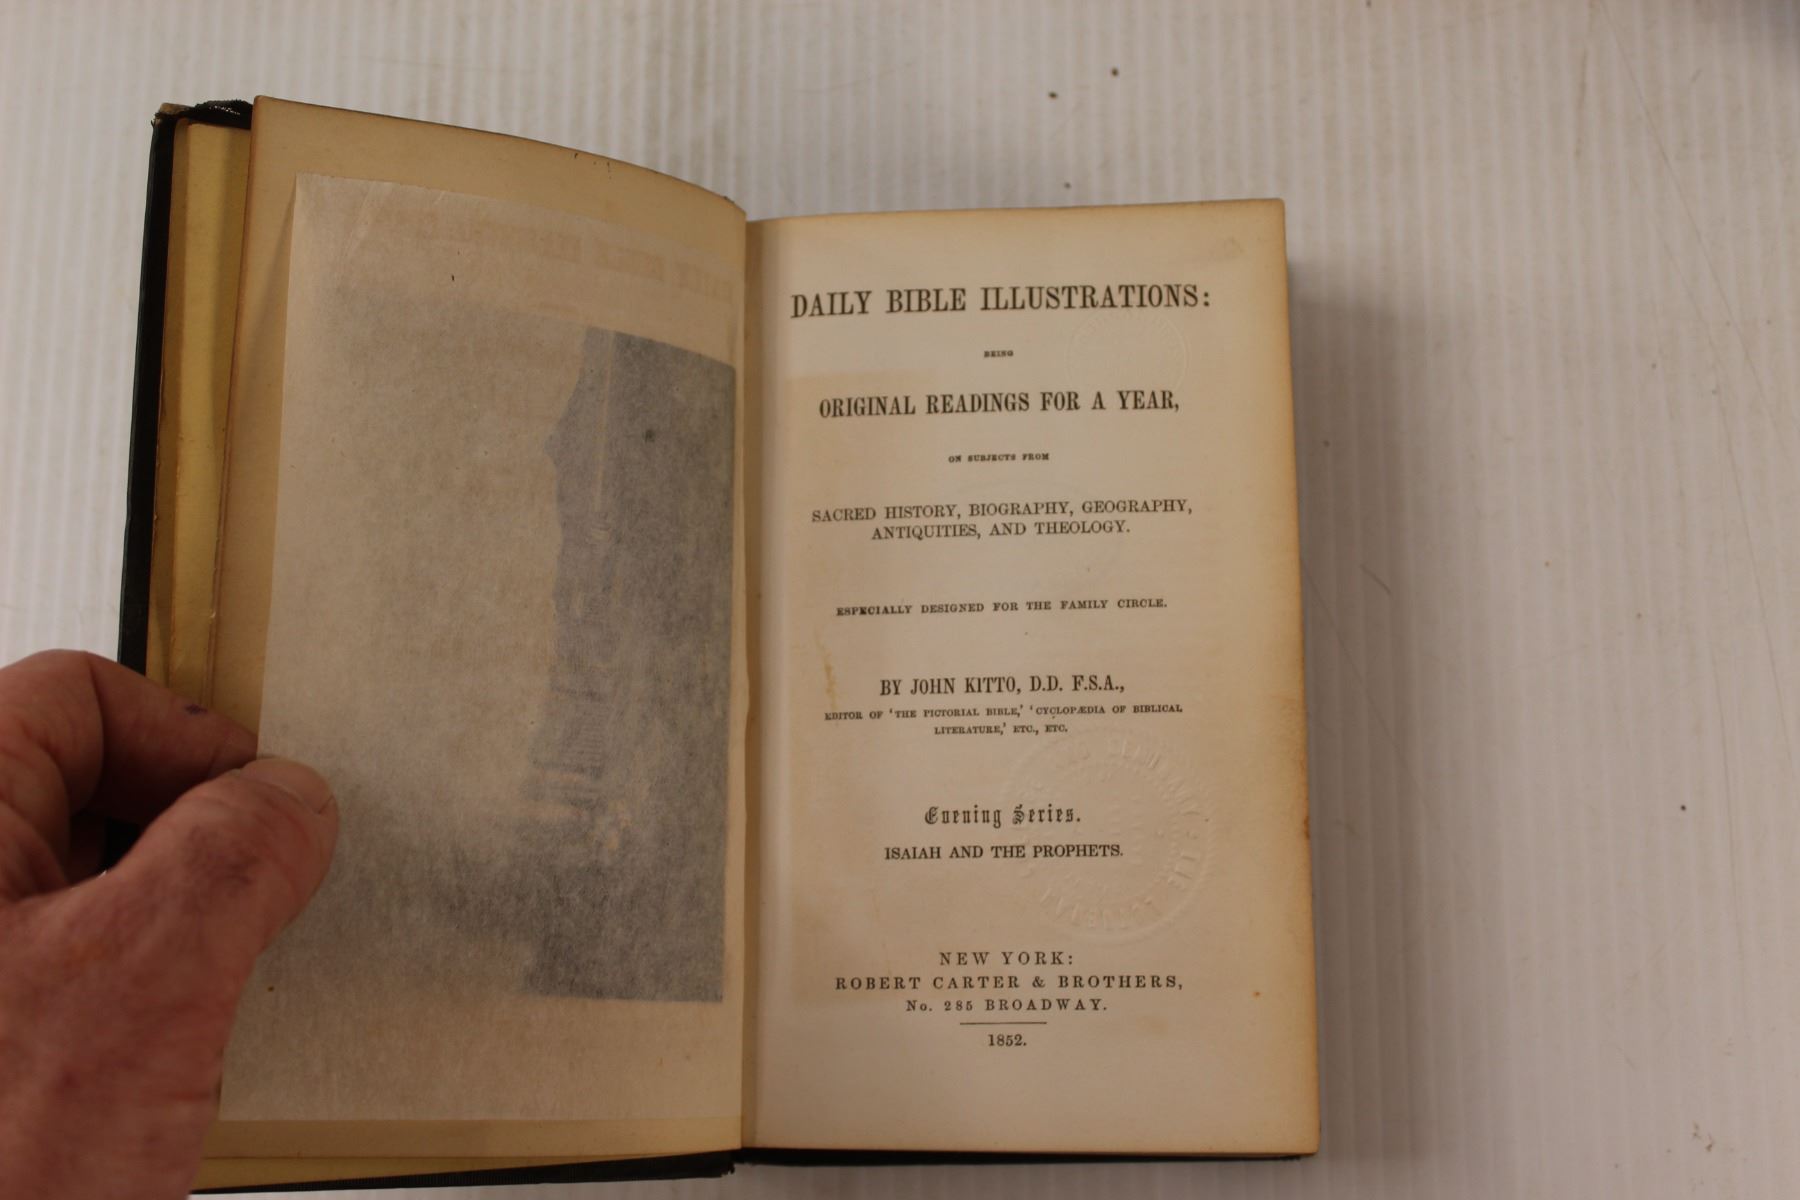 DAILY BIBLE ILLUSTRATIONS:
BEING
ORIGINAL READINGS FOR A YEAR,
ON SUBJECTS FROM
SACRED HISTORY, BIOGRAPHY, GEOGRAPHY,
ANTIQUITIES, AND THEOLOGY.
ESPECIALLY DESIGNED FOR THE FAMILY CIRCLE.
BY JOHN KITTO, D.D. F.S.A.,
EDITOR OF ‘THE PICTORIAL BIBLE,’ ‘CYCLOPÆDIA OF BIBLICAL
LITERATURE,’ ETC., ETC.
Evening Series.
ISAIAH AND THE PROPHETS.
NEW YORK:
ROBERT CARTER & BROTHERS,
No. 285 BROADWAY.
1852.